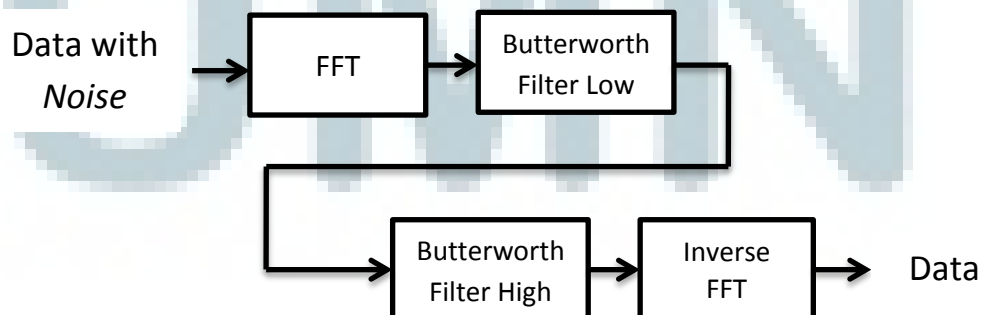 Data with
Noise
FFT
Butterworth
Filter Low
Butterworth
Filter High
Inverse
FFT
Data